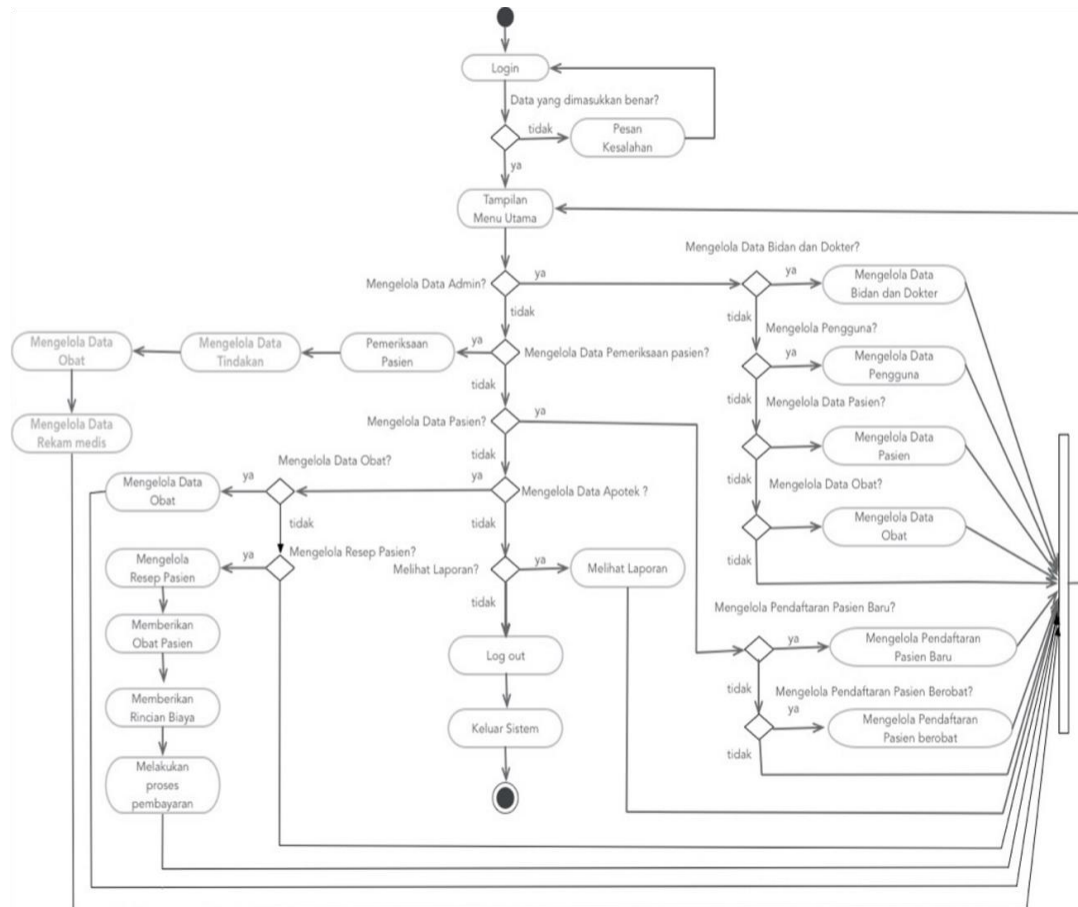 Login
Data yang dimasukkan benar?
tidak
Pesan
Kesalahan
ya
Tampilan
Menu Utama
Mengelola Data Bidan dan Dokter?
Mengelola Data Admin?
ya
ya
Mengelola Data
Bidan dan Dokter
tidak
tidak
Mengelola Pengguna?
Mengelola Data
Obat
Mengelola Data
Tindakan
Pemeriksaan
Pasien
ya
Mengelola Data Pemeriksaan pasien?
ya
Mengelola Data
Pengguna
tidak
tidak
Mengelola Data Pasien?
Mengelola Data
Rekam medis
Mengelola Data Pasien?
ya
ya
Mengelola Data
Pasien
tidak
Mengelola Data Obat?
tidak
Mengelola Data Obat?
Mengelola Data
Obat
ya
ya
Mengelola Data Apotek ?
ya
Mengelola Data
Obat
tidak
tidak
tidak
Mengelola Resep Pasien?
Mengelola
Resep Pasien
ya
Melihat Laporan?
ya
Melihat Laporan
tidak
Mengelola Pendaftaran Pasien Baru?
Memberikan
Obat Pasien
Log out
ya
Mengelola Pendaftaran
Pasien Baru
tidak
Mengelola Pendaftaran Pasien Berobat?
Memberikan
Rincian Biaya
Keluar Sistem
ya
Mengelola Pendaftaran
Pasien berobat
tidak
Melakukan
proses
pembayaran